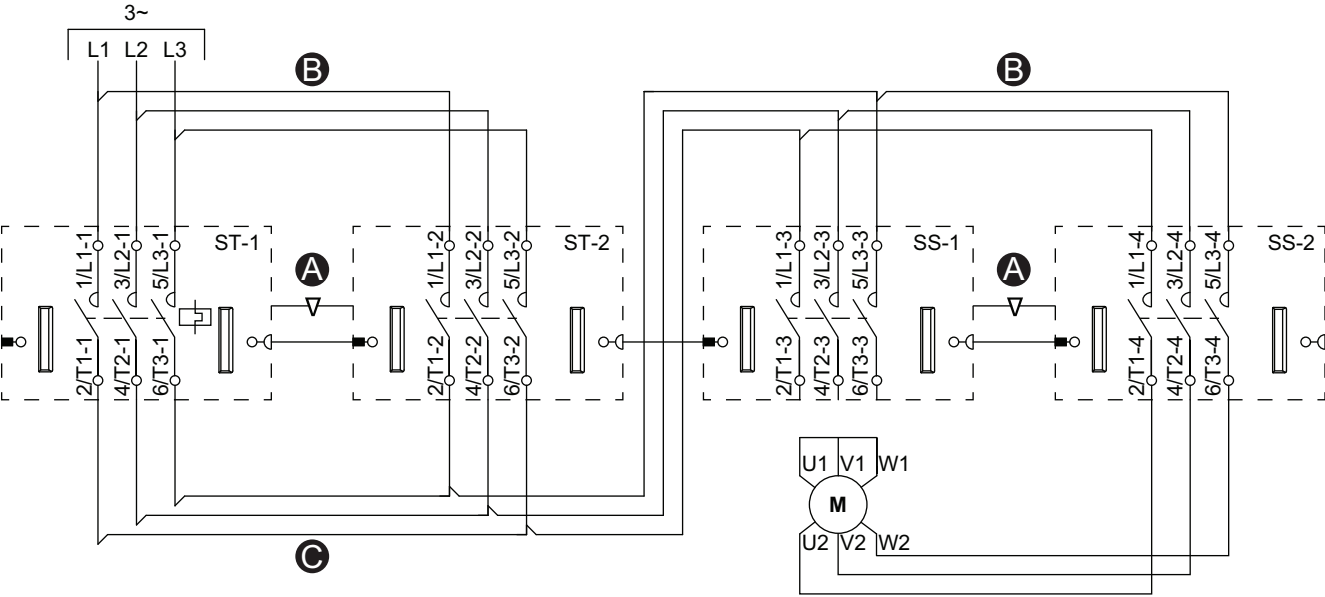 3~
L1 L2 L3
B B
1/L1-1 3/L2-1 5/L3-1 ST-1 A 1/L1-2 3/L2-2 5/L3-2 ST-2 1/L1-3 3/L2-3 5/L3-3 SS-1 A 1/L1-4 3/L2-4 5/L3-4 SS-2
2/T1-1 4/T2-1 6/T3-1 2/T1-2 4/T2-2 6/T3-2 2/T1-3 4/T2-3 6/T3-3 2/T1-4 4/T2-4 6/T3-4
U1 V1 W1
M
U2 V2 W2
C